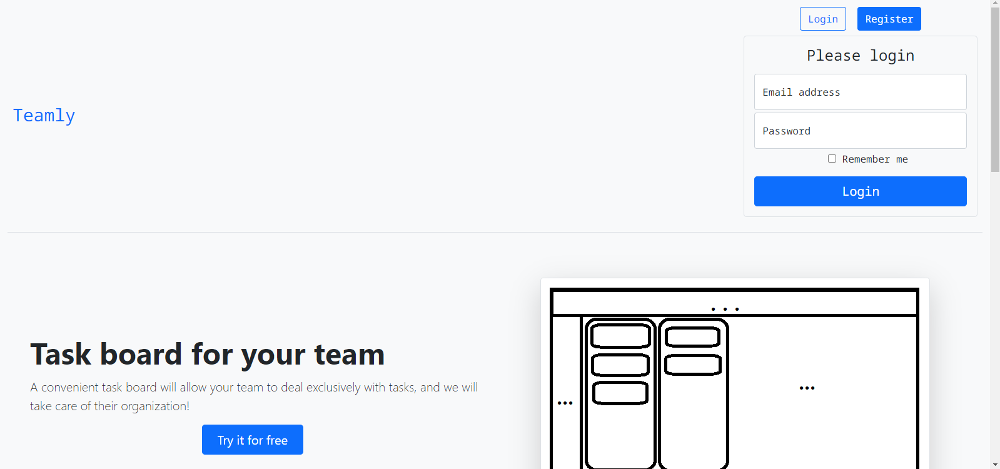 Login Register
Please login
Email address
Password
Remember me
Login
Teamly
...
...
...
Task board for your team
A convenient task board will allow your team to deal exclusively with tasks, and we will
take care of their organization!
Try it for free